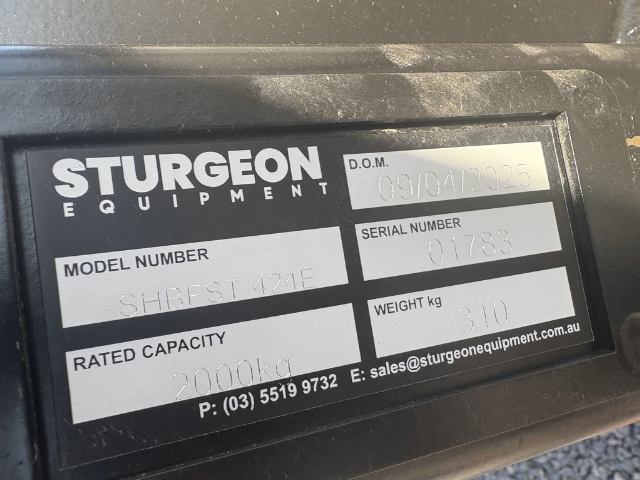 STURGEON
EQUIPMENT
D.O.M.
09/04/2025
MODEL NUMBER
SHBFST 424E
SERIAL NUMBER
01783
RATED CAPACITY
2000kg
WEIGHT kg
310
P: (03) 5519 9732 E: sales@sturgeonequipment.com.au